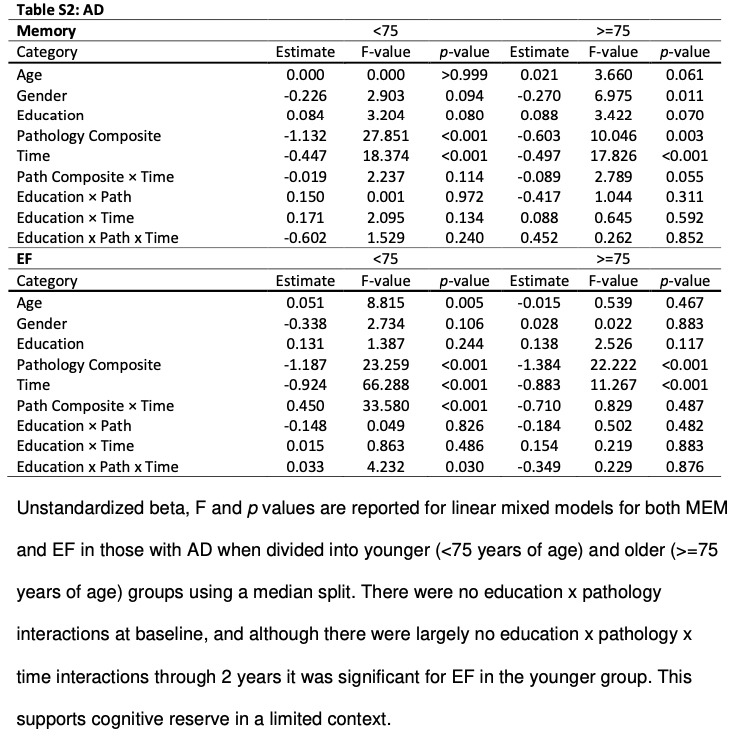 Table S2: AD
Memory <75 >=75
Category Estimate F-value p-value Estimate F-value p-value
Age 0.000 0.000 >0.999 0.021 3.660 0.061
Gender -0.226 2.903 0.094 -0.270 6.975 0.011
Education 0.084 3.204 0.080 0.088 3.422 0.070
Pathology Composite -1.132 27.851 <0.001 -0.603 10.046 0.003
Time -0.447 18.374 <0.001 -0.497 17.826 <0.001
Path Composite × Time -0.019 2.237 0.114 -0.089 2.789 0.055
Education × Path 0.150 0.001 0.972 -0.417 1.044 0.311
Education × Time 0.171 2.095 0.134 0.088 0.645 0.592
Education x Path x Time -0.602 1.529 0.240 0.452 0.262 0.852
EF <75 >=75
Category Estimate F-value p-value Estimate F-value p-value
Age 0.051 8.815 0.005 -0.015 0.539 0.467
Gender -0.338 2.734 0.106 0.028 0.022 0.883
Education 0.131 1.387 0.244 0.138 2.526 0.117
Pathology Composite -1.187 23.259 <0.001 -1.384 22.222 <0.001
Time -0.924 66.288 <0.001 -0.883 11.267 <0.001
Path Composite × Time 0.450 33.580 <0.001 -0.710 0.829 0.487
Education × Path -0.148 0.049 0.826 -0.184 0.502 0.482
Education × Time 0.015 0.863 0.486 0.154 0.219 0.883
Education x Path x Time 0.033 4.232 0.030 -0.349 0.229 0.876
Unstandardized beta, F and p values are reported for linear mixed models for both MEM
and EF in those with AD when divided into younger (<75 years of age) and older (>=75
years of age) groups using a median split. There were no education x pathology
interactions at baseline, and although there were largely no education x pathology x
time interactions through 2 years it was significant for EF in the younger group. This
supports cognitive reserve in a limited context.